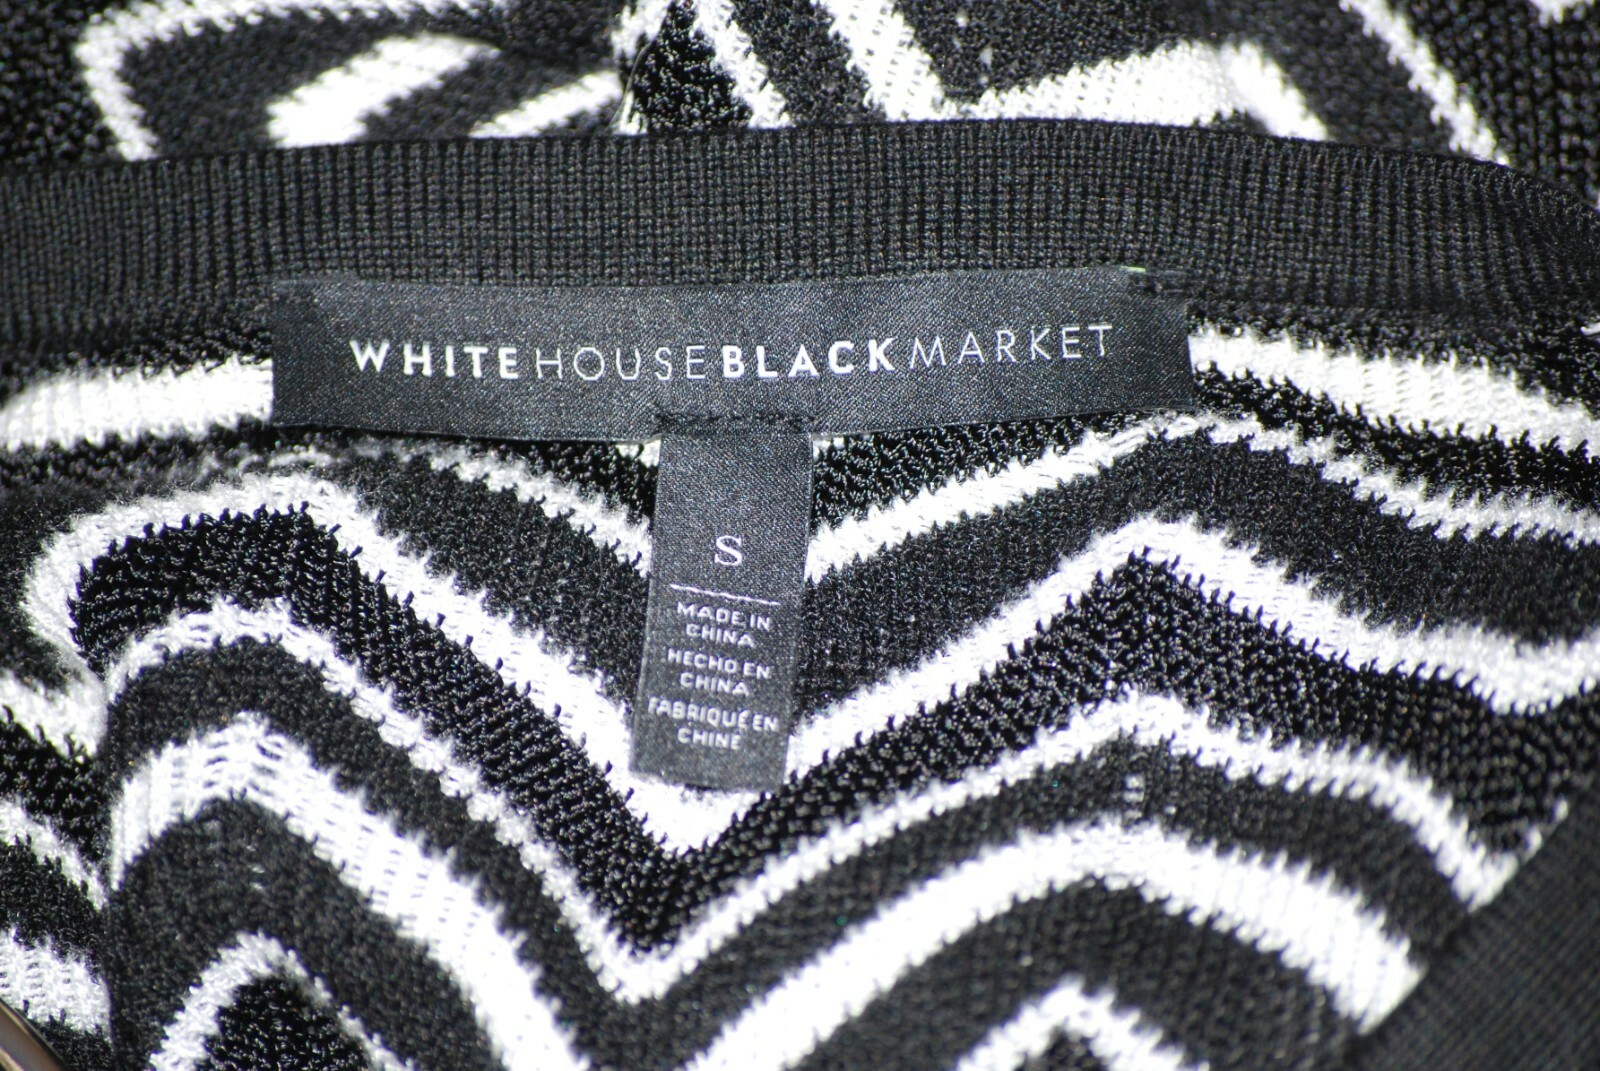 WHITEHOUSEBLACKMARKET
S
MADE IN
CHINA
HECHO EN
CHINA
FABRIQUÉ EN
CHINE